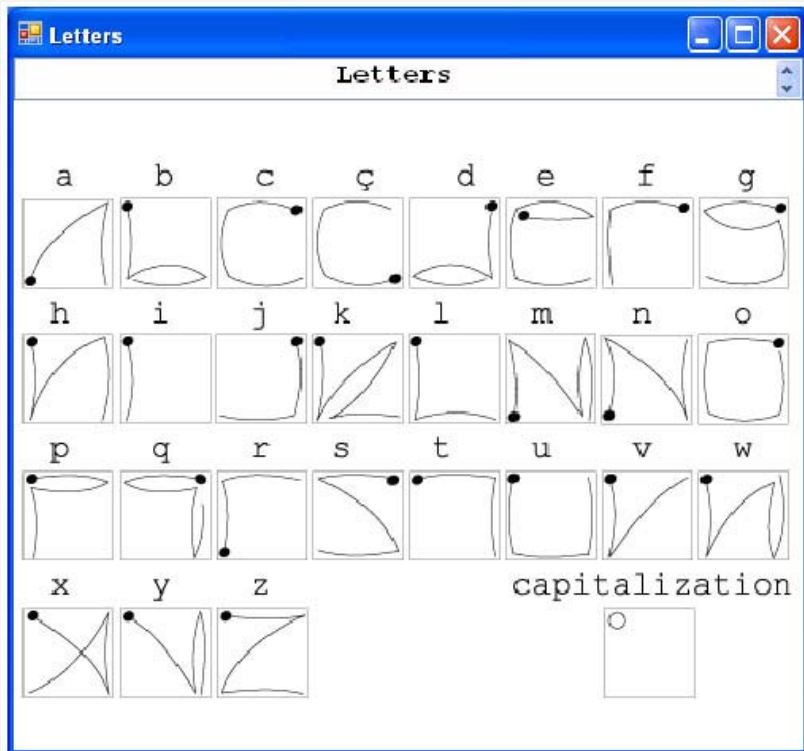 Letters
Letters
a b c ç d e f g
h i j k l m n o
p q r s t u v w
x y z capitalization